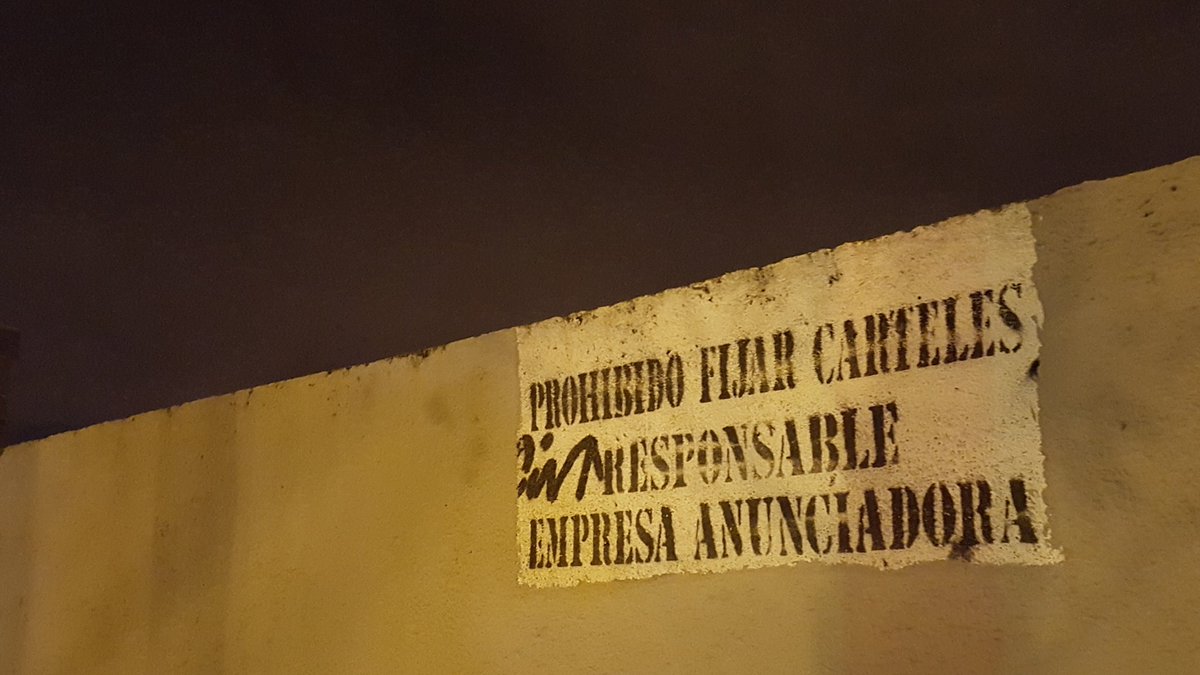 PROHIBIDO FIJAR CARTELES
RESPONSABLE
EMPRESA ANUNCIADORA